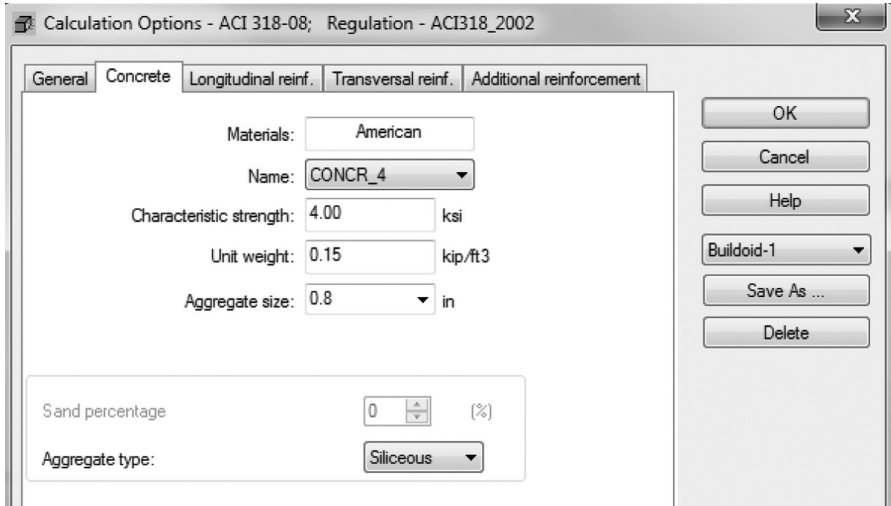 Calculation Options - ACI 318-08; Regulation - ACI318_2002
x
General Concrete Longitudinal reinf. Transversal reinf. Additional reinforcement
Materials: American
Name: CONCR_4
Characteristic strength: 4.00 ksi
Unit weight: 0.15 kip/ft3
Aggregate size: 0.8 in
Sand percentage 0 (%)
Aggregate type: Siliceous
OK
Cancel
Help
Buildoid-1
Save As ...
Delete